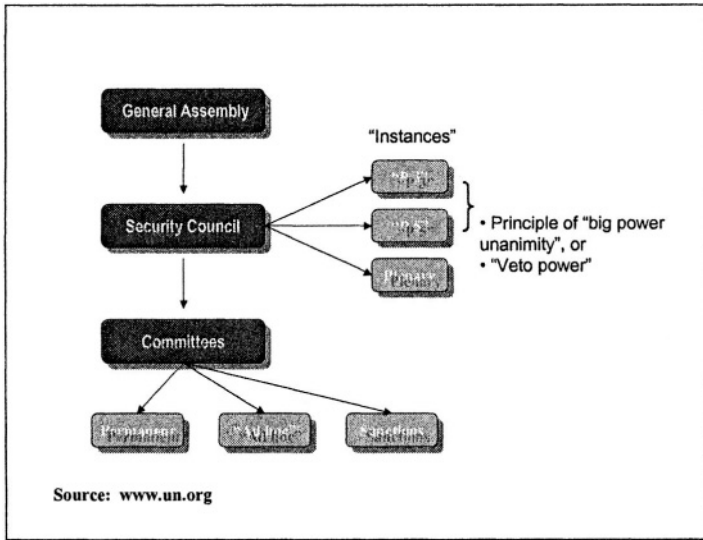 General Assembly
"Instances"
Security Council
• Principle of "big power
unanimity", or
• "Veto power"
Plenary
Committees
Permanent
"Ad hoc"
Sanctions
Source: www.un.org